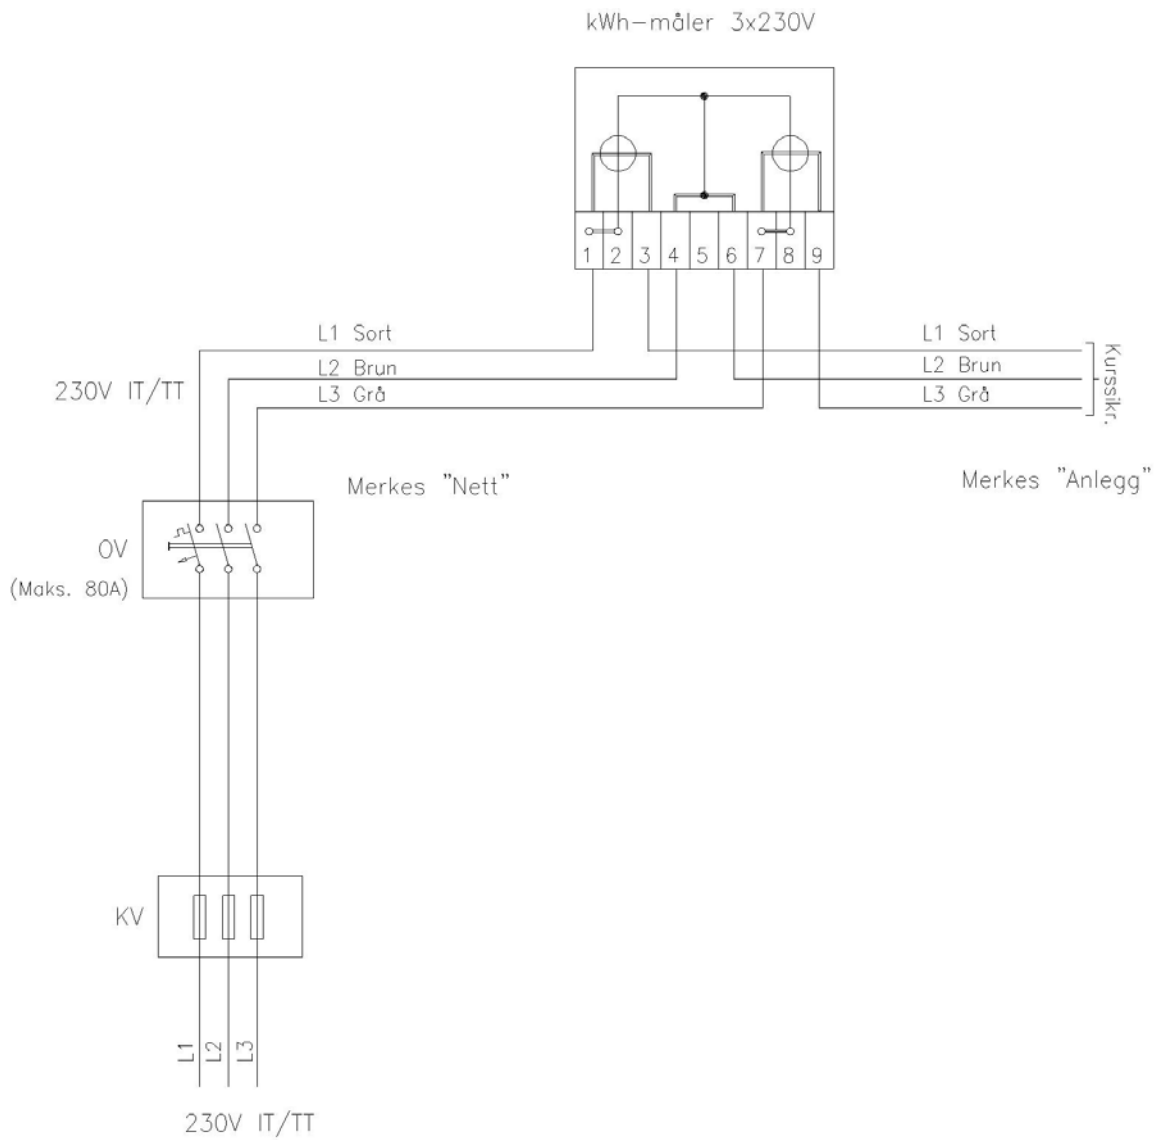 kWh-måler 3x230V
1 2 3 4 5 6 7 8 9
L1 Sort
L2 Brun
L3 Grå
L1 Sort
L2 Brun
L3 Grå
Kurssikr.
230V IT/TT
Merkes "Nett"
Merkes "Anlegg"
OV
(Maks. 80A)
KV
L1
L2
L3
230V IT/TT